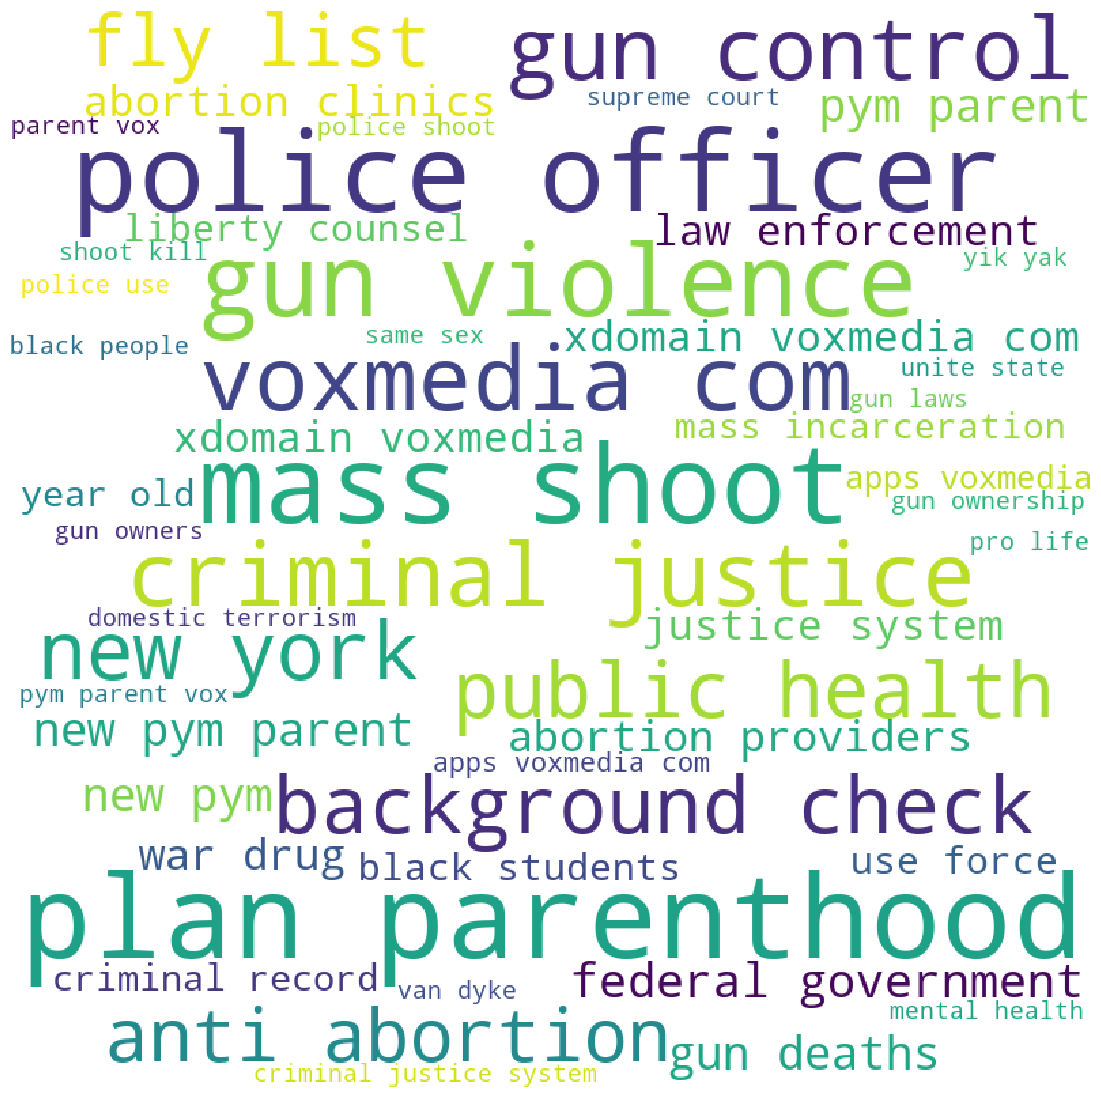 fly list
gun control
abortion clinics
supreme court
pym parent
parent vox
police shoot
police officer
liberty counsel
law enforcement
shoot kill
gun violence
yik yak
police use
same sex
xdomain voxmedia com
black people
voxmedia com
unite state
gun laws
xdomain voxmedia
mass incarceration
mass shoot
apps voxmedia
year old
gun ownership
gun owners
criminal justice
pro life
domestic terrorism
justice system
new york
public health
pym parent vox
new pym parent
abortion providers
apps voxmedia com
new pym
background check
war drug
black students
use force
plan parenthood
criminal record
van dyke
federal government
mental health
anti abortion
gun deaths
criminal justice system